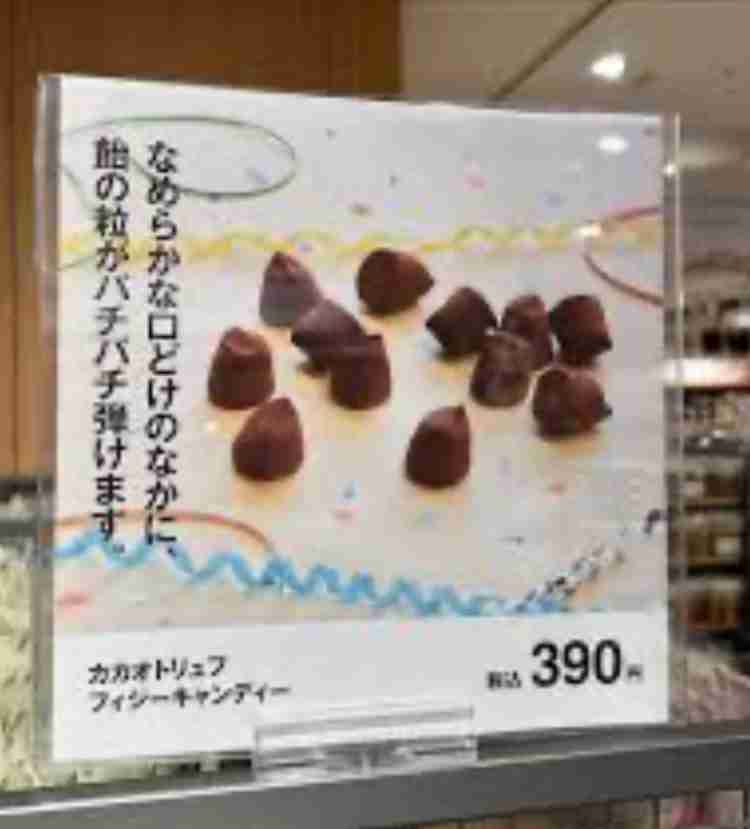 なめらかな口どけのなかに、
飴の粒がパチパチ弾けます。
カカオトリュフ
フィジーキャンディー
税込 390円